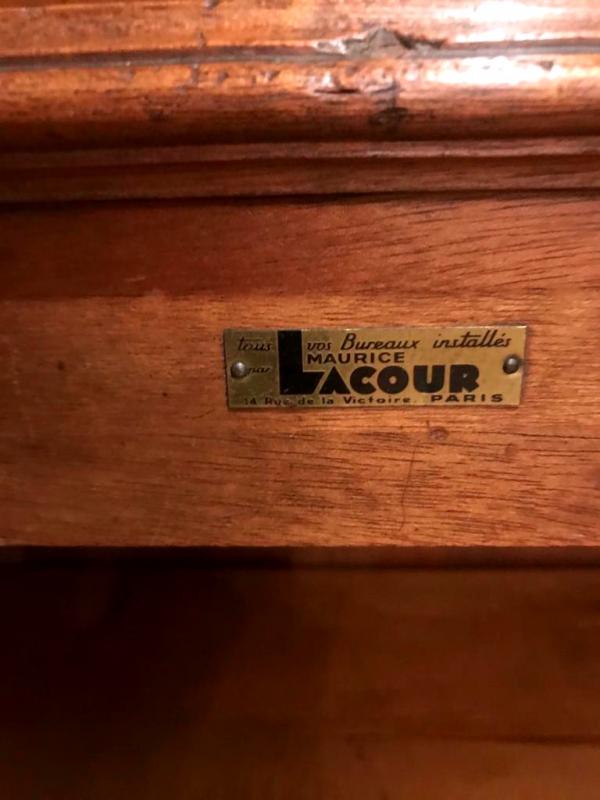 tous vos Bureaux installés
par MAURICE
LACOUR
14 Rue de la Victoire. PARIS